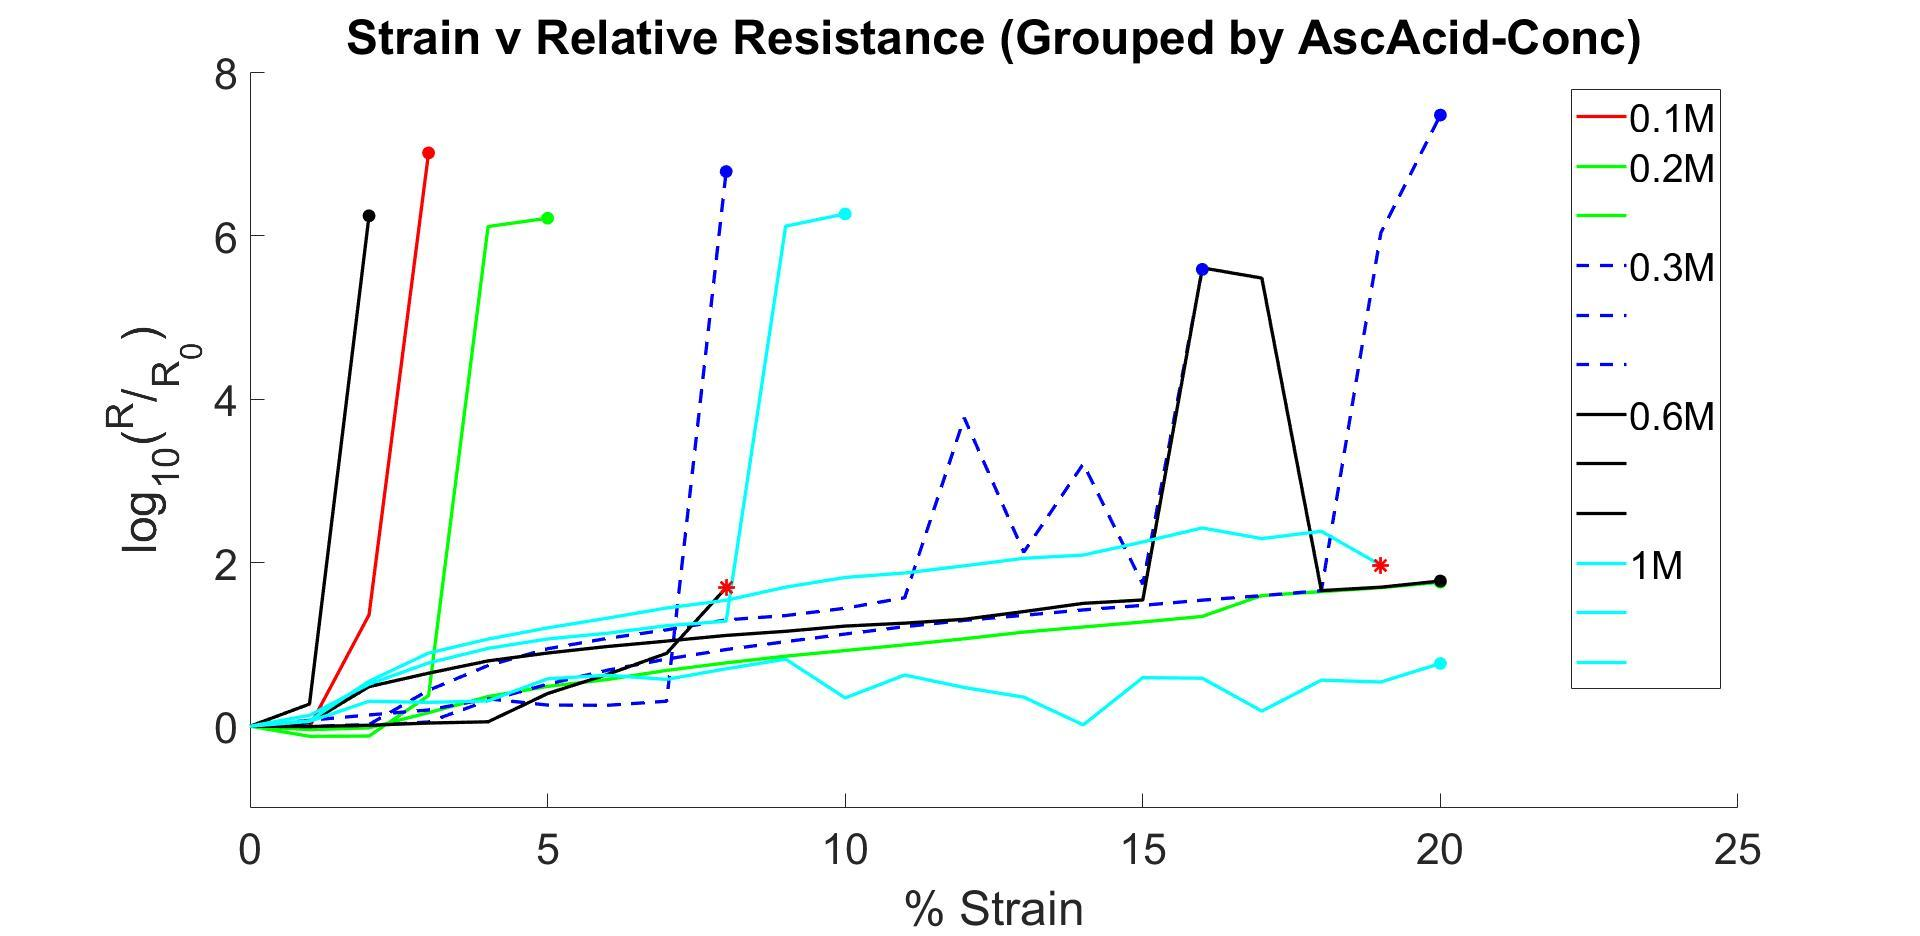 Strain v Relative Resistance (Grouped by AscAcid-Conc)
8
6
4
2
0
log10(R/R0)
0 5 10 15 20 25
% Strain
0.1M
0.2M
0.3M
0.6M
1M